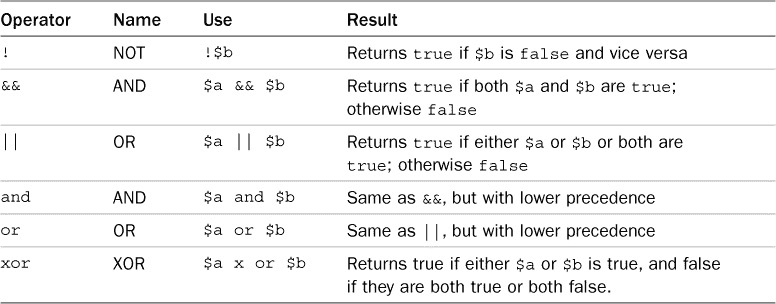 Operator Name Use Result
! NOT !$b Returns true if $b is false and vice versa
&& AND $a && $b Returns true if both $a and $b are true;
otherwise false
|| OR $a || $b Returns true if either $a or $b or both are
true; otherwise false
and AND $a and $b Same as &&, but with lower precedence
or OR $a or $b Same as ||, but with lower precedence
xor XOR $a x or $b Returns true if either $a or $b is true, and false
if they are both true or both false.